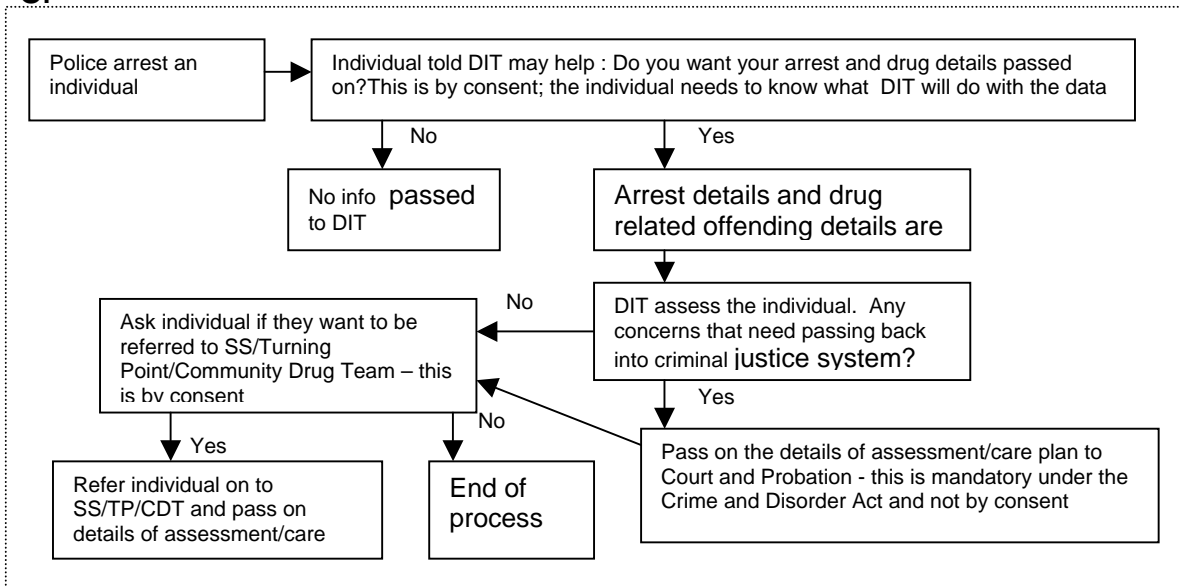 Police arrest an
individual
Individual told DIT may help : Do you want your arrest and drug details passed
on?This is by consent; the individual needs to know what DIT will do with the data
No
Yes
No info passed
to DIT
Arrest details and drug
related offending details are
No
DIT assess the individual. Any
concerns that need passing back
into criminal justice system?
Ask individual if they want to be
referred to SS/Turning
Point/Community Drug Team – this
is by consent
Yes
No
Yes
Pass on the details of assessment/care plan to
Court and Probation - this is mandatory under the
Crime and Disorder Act and not by consent
Refer individual on to
SS/TP/CDT and pass on
details of assessment/care
End of
process